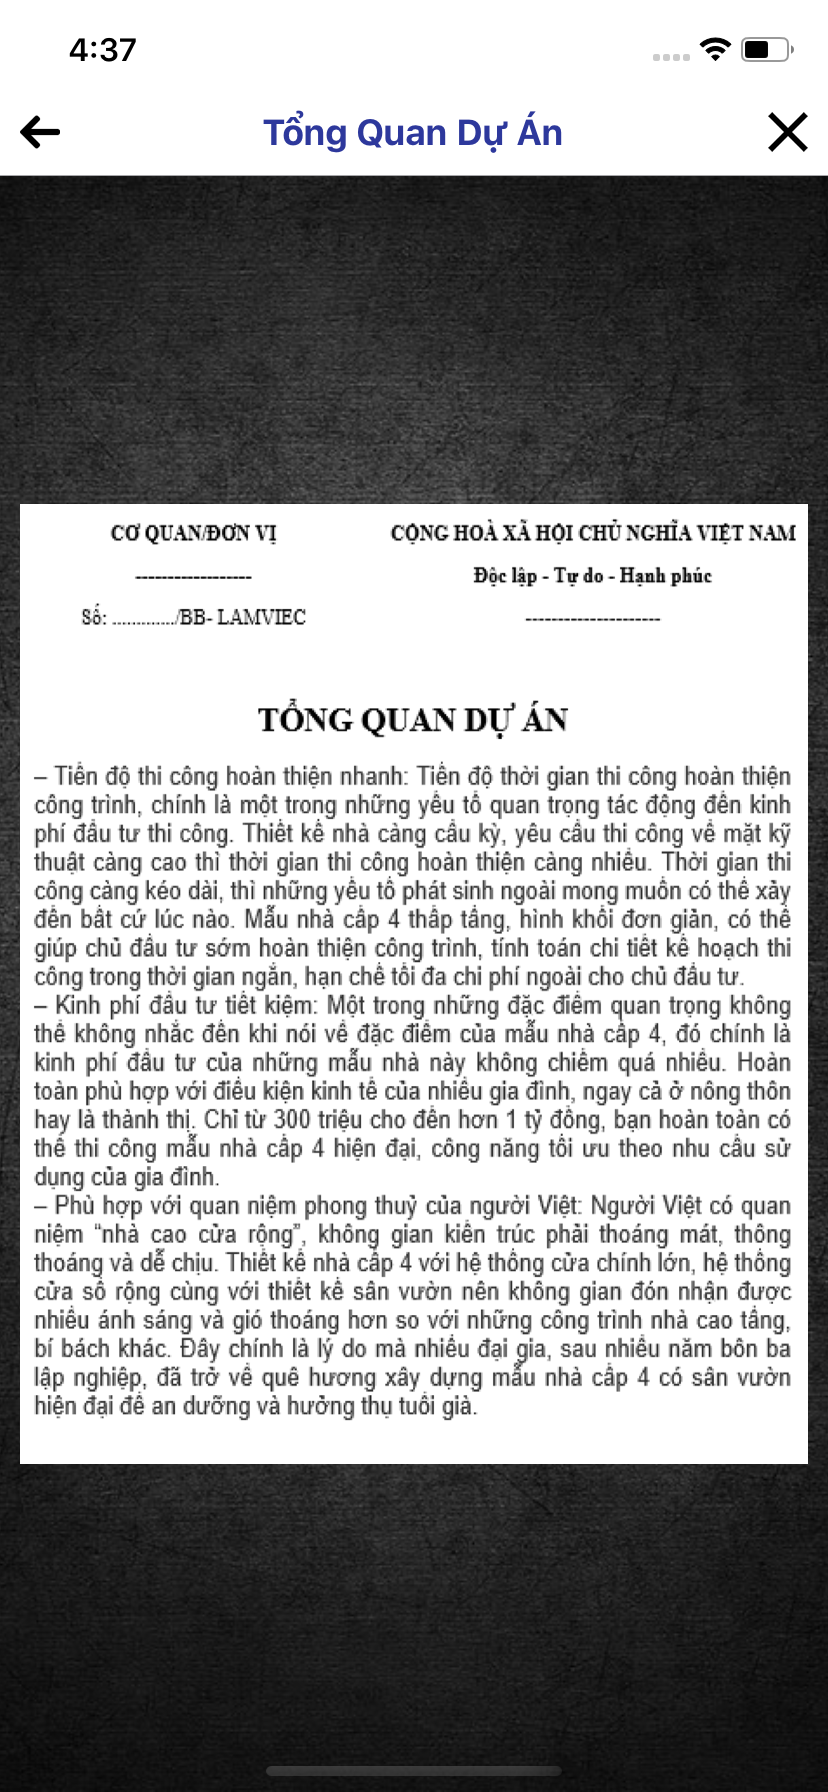 4:37
Tổng Quan Dự Án
CƠ QUAN/ĐƠN VỊ
CỘNG HOÀ XÃ HỘI CHỦ NGHĨA VIỆT NAM
------------------
Độc lập - Tự do - Hạnh phúc
Số: ............./BB- LAMVIEC
---------------------
TỔNG QUAN DỰ ÁN
– Tiến độ thi công hoàn thiện nhanh: Tiến độ thời gian thi công hoàn thiện
công trình, chính là một trong những yếu tố quan trọng tác động đến kinh
phí đầu tư thi công. Thiết kế nhà càng cầu kỳ, yêu cầu thi công về mặt kỹ
thuật càng cao thì thời gian thi công hoàn thiện càng nhiều. Thời gian thi
công càng kéo dài, thì những yếu tố phát sinh ngoài mong muốn có thể xảy
đến bất cứ lúc nào. Mẫu nhà cấp 4 thấp tầng, hình khối đơn giản, có thể
giúp chủ đầu tư sớm hoàn thiện công trình, tính toán chi tiết kế hoạch thi
công trong thời gian ngắn, hạn chế tối đa chi phí ngoài cho chủ đầu tư.
– Kinh phí đầu tư tiết kiệm: Một trong những đặc điểm quan trọng không
thể không nhắc đến khi nói về đặc điểm của mẫu nhà cấp 4, đó chính là
kinh phí đầu tư của những mẫu nhà này không chiếm quá nhiều. Hoàn
toàn phù hợp với điều kiện kinh tế của nhiều gia đình, ngay cả ở nông thôn
hay là thành thị. Chỉ từ 300 triệu cho đến hơn 1 tỷ đồng, bạn hoàn toàn có
thể thi công mẫu nhà cấp 4 hiện đại, công năng tối ưu theo nhu cầu sử
dụng của gia đình.
– Phù hợp với quan niệm phong thuỷ của người Việt: Người Việt có quan
niệm “nhà cao cửa rộng”, không gian kiến trúc phải thoáng mát, thông
thoáng và dễ chịu. Thiết kế nhà cấp 4 với hệ thống cửa chính lớn, hệ thống
cửa sổ rộng cùng với thiết kế sân vườn nên không gian đón nhận được
nhiều ánh sáng và gió thoáng hơn so với những công trình nhà cao tầng,
bí bách khác. Đây chính là lý do mà nhiều đại gia, sau nhiều năm bôn ba
lập nghiệp, đã trở về quê hương xây dựng mẫu nhà cấp 4 có sân vườn
hiện đại để an dưỡng và hưởng thụ tuổi già.